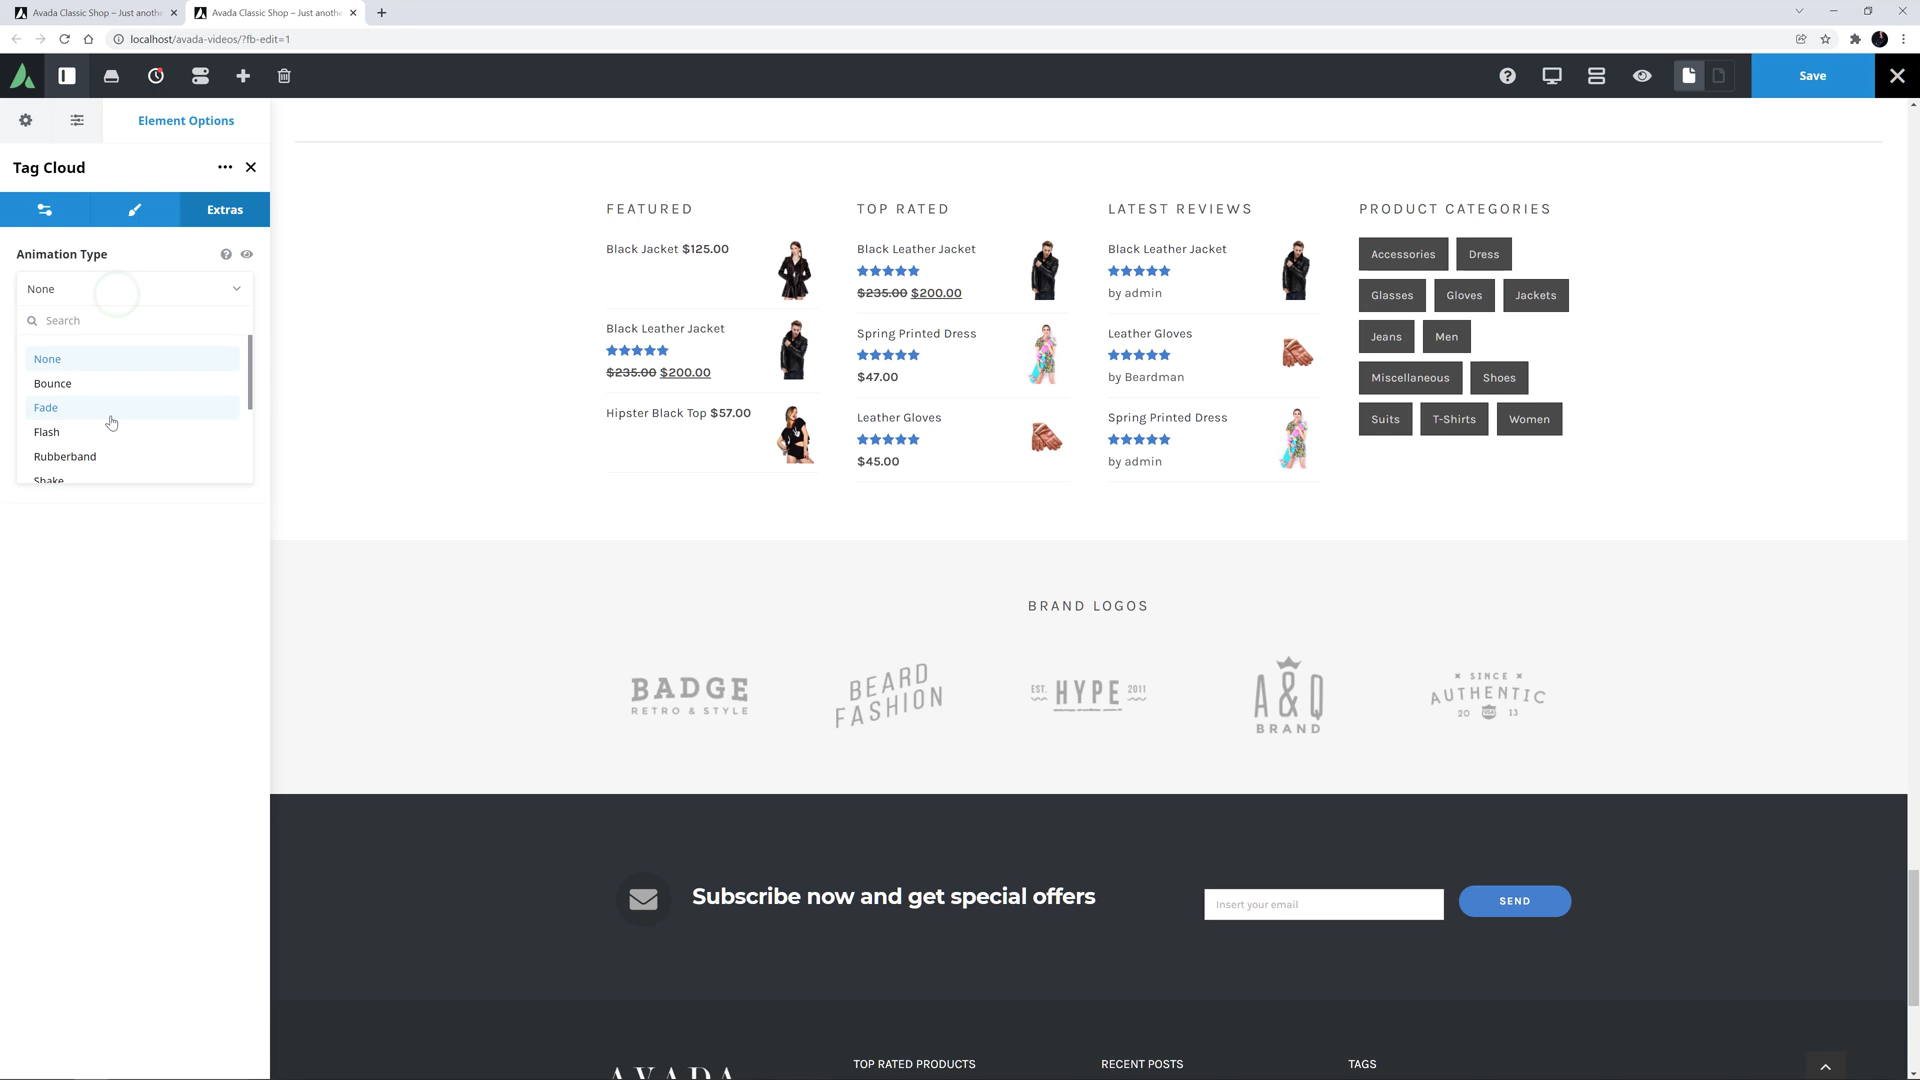 Avada Classic Shop – Just anoth
Avada Classic Shop – Just anothe
localhost/avada-videos/?fb-edit=1
Save
Element Options
Tag Cloud
Extras
Animation Type
None
Search
None
Bounce
Fade
Flash
Rubberband
Shake
FEATURED
Black Jacket $125.00
Black Leather Jacket
$235.00 $200.00
Hipster Black Top $57.00
TOP RATED
Black Leather Jacket
$235.00 $200.00
Spring Printed Dress
$47.00
Leather Gloves
$45.00
LATEST REVIEWS
Black Leather Jacket
by admin
Leather Gloves
by Beardman
Spring Printed Dress
by admin
PRODUCT CATEGORIES
Accessories Dress
Glasses Gloves Jackets
Jeans Men
Miscellaneous Shoes
Suits T-Shirts Women
BRAND LOGOS
BADGE
RETRO & STYLE
BEARD
FASHION
EST. HYPE 2011
A & Q
BRAND
SINCE
AUTHENTIC
20 USA 13
Subscribe now and get special offers
Insert your email
SEND
AVADA
TOP RATED PRODUCTS
RECENT POSTS
TAGS